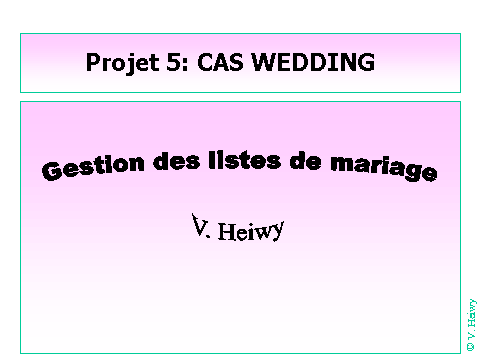 Projet 5: CAS WEDDING
Gestion des listes de mariage
V. Heiwy
© V. Heiwy